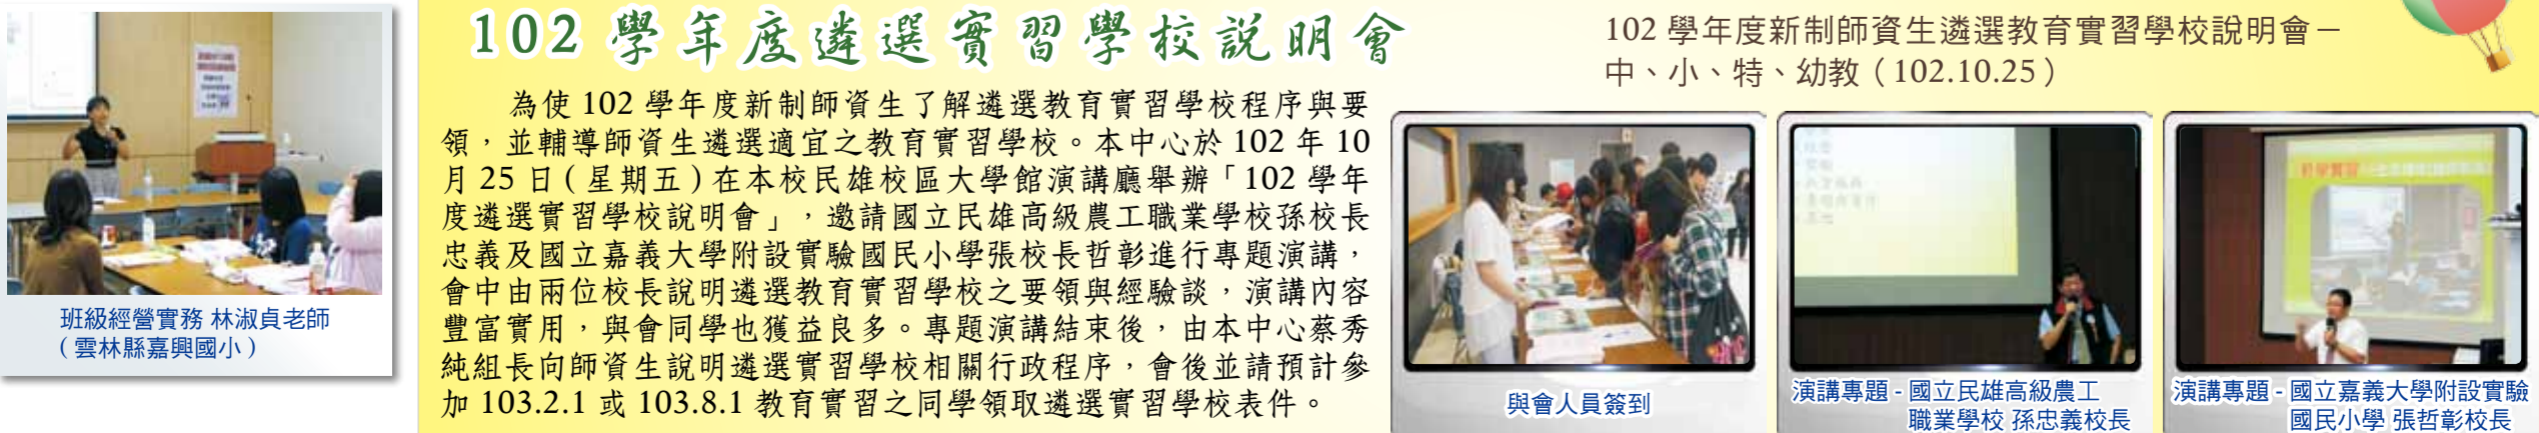 班級經營實務 林淑貞老師
（雲林縣嘉興國小）
102 學年度遴選實習學校說明會
為使 102 學年度新制師資生了解遴選教育實習學校程序與要
領，並輔導師資生遴選適宜之教育實習學校。本中心於 102 年 10
月 25 日（星期五）在本校民雄校區大學館演講廳舉辦「102 學年
度遴選實習學校說明會」，邀請國立民雄高級農工職業學校孫校長
忠義及國立嘉義大學附設實驗國民小學張校長哲彰進行專題演講，
會中由兩位校長說明遴選教育實習學校之要領與經驗談，演講內容
豐富實用，與會同學也獲益良多。專題演講結束後，由本中心蔡秀
純組長向師資生說明遴選實習學校相關行政程序，會後並請預計參
加 103.2.1 或 103.8.1 教育實習之同學領取遴選實習學校表件。
102 學年度新制師資生遴選教育實習學校說明會－
中、小、特、幼教（102.10.25）
與會人員簽到
演講專題 - 國立民雄高級農工
職業學校 孫忠義校長
演講專題 - 國立嘉義大學附設實驗
國民小學 張哲彰校長